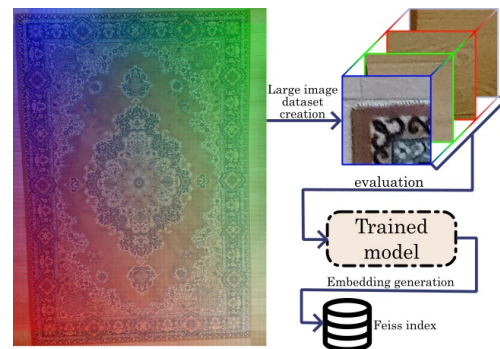 Large image
dataset
creation
evaluation
Trained
model
Embedding generation
Feiss index